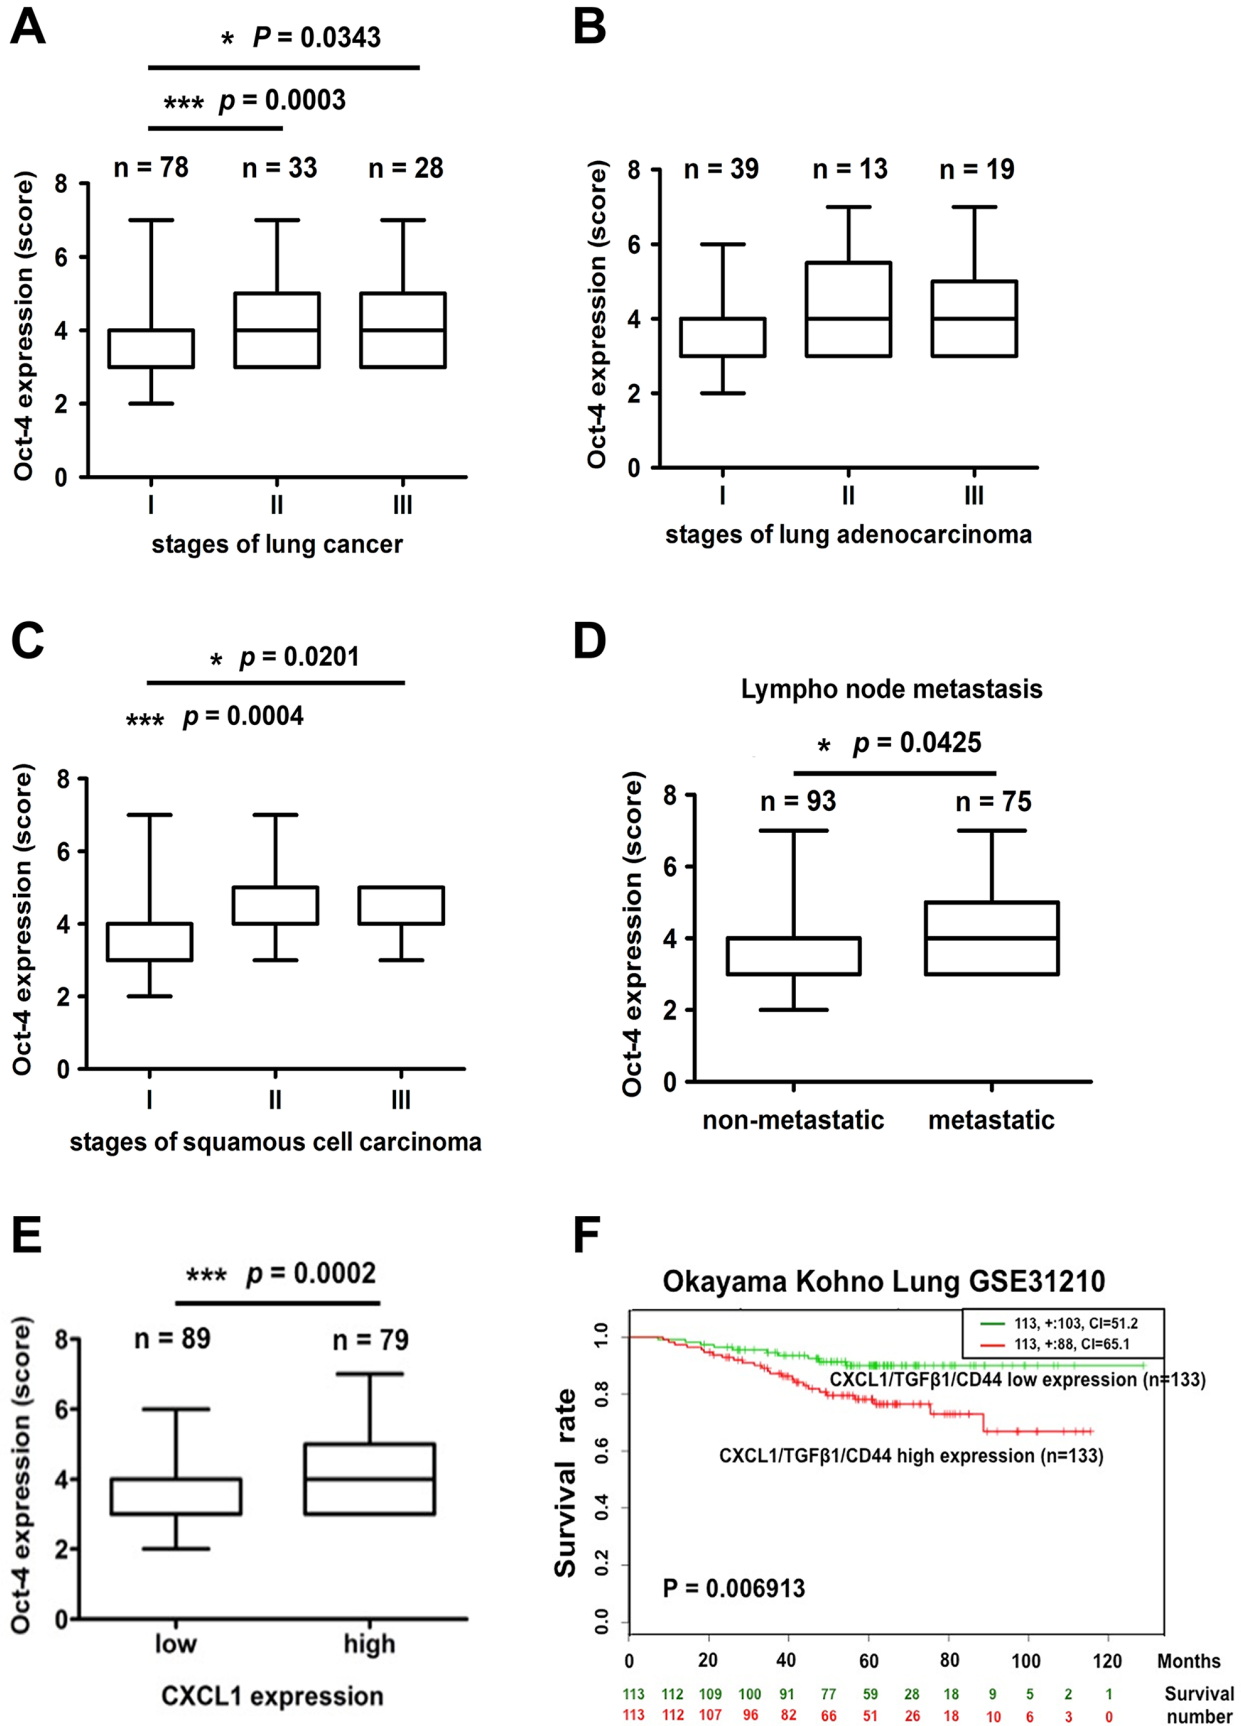 A
* P = 0.0343
*** p = 0.0003
n = 78 n = 33 n = 28
Oct-4 expression (score)
8
6
4
2
0
I II III
stages of lung cancer
B
n = 39 n = 13 n = 19
Oct-4 expression (score)
8
6
4
2
0
I II III
stages of lung adenocarcinoma
C
* p = 0.0201
*** p = 0.0004
Oct-4 expression (score)
8
6
4
2
0
I II III
stages of squamous cell carcinoma
D
Lympho node metastasis
* p = 0.0425
n = 93 n = 75
Oct-4 expression (score)
8
6
4
2
0
non-metastatic metastatic
E
*** p = 0.0002
n = 89 n = 79
Oct-4 expression (score)
8
6
4
2
0
low high
CXCL1 expression
F
Okayama Kohno Lung GSE31210
113, +:103, CI=51.2
113, +:88, CI=65.1
CXCL1/TGFβ1/CD44 low expression (n=133)
CXCL1/TGFβ1/CD44 high expression (n=133)
P = 0.006913
Survival rate
1.0
0.8
0.6
0.4
0.2
0.0
0 20 40 60 80 100 120 Months
113 112 109 100 91 77 59 28 18 9 5 2 1 Survival
113 112 107 96 82 66 51 26 18 10 6 3 0 number